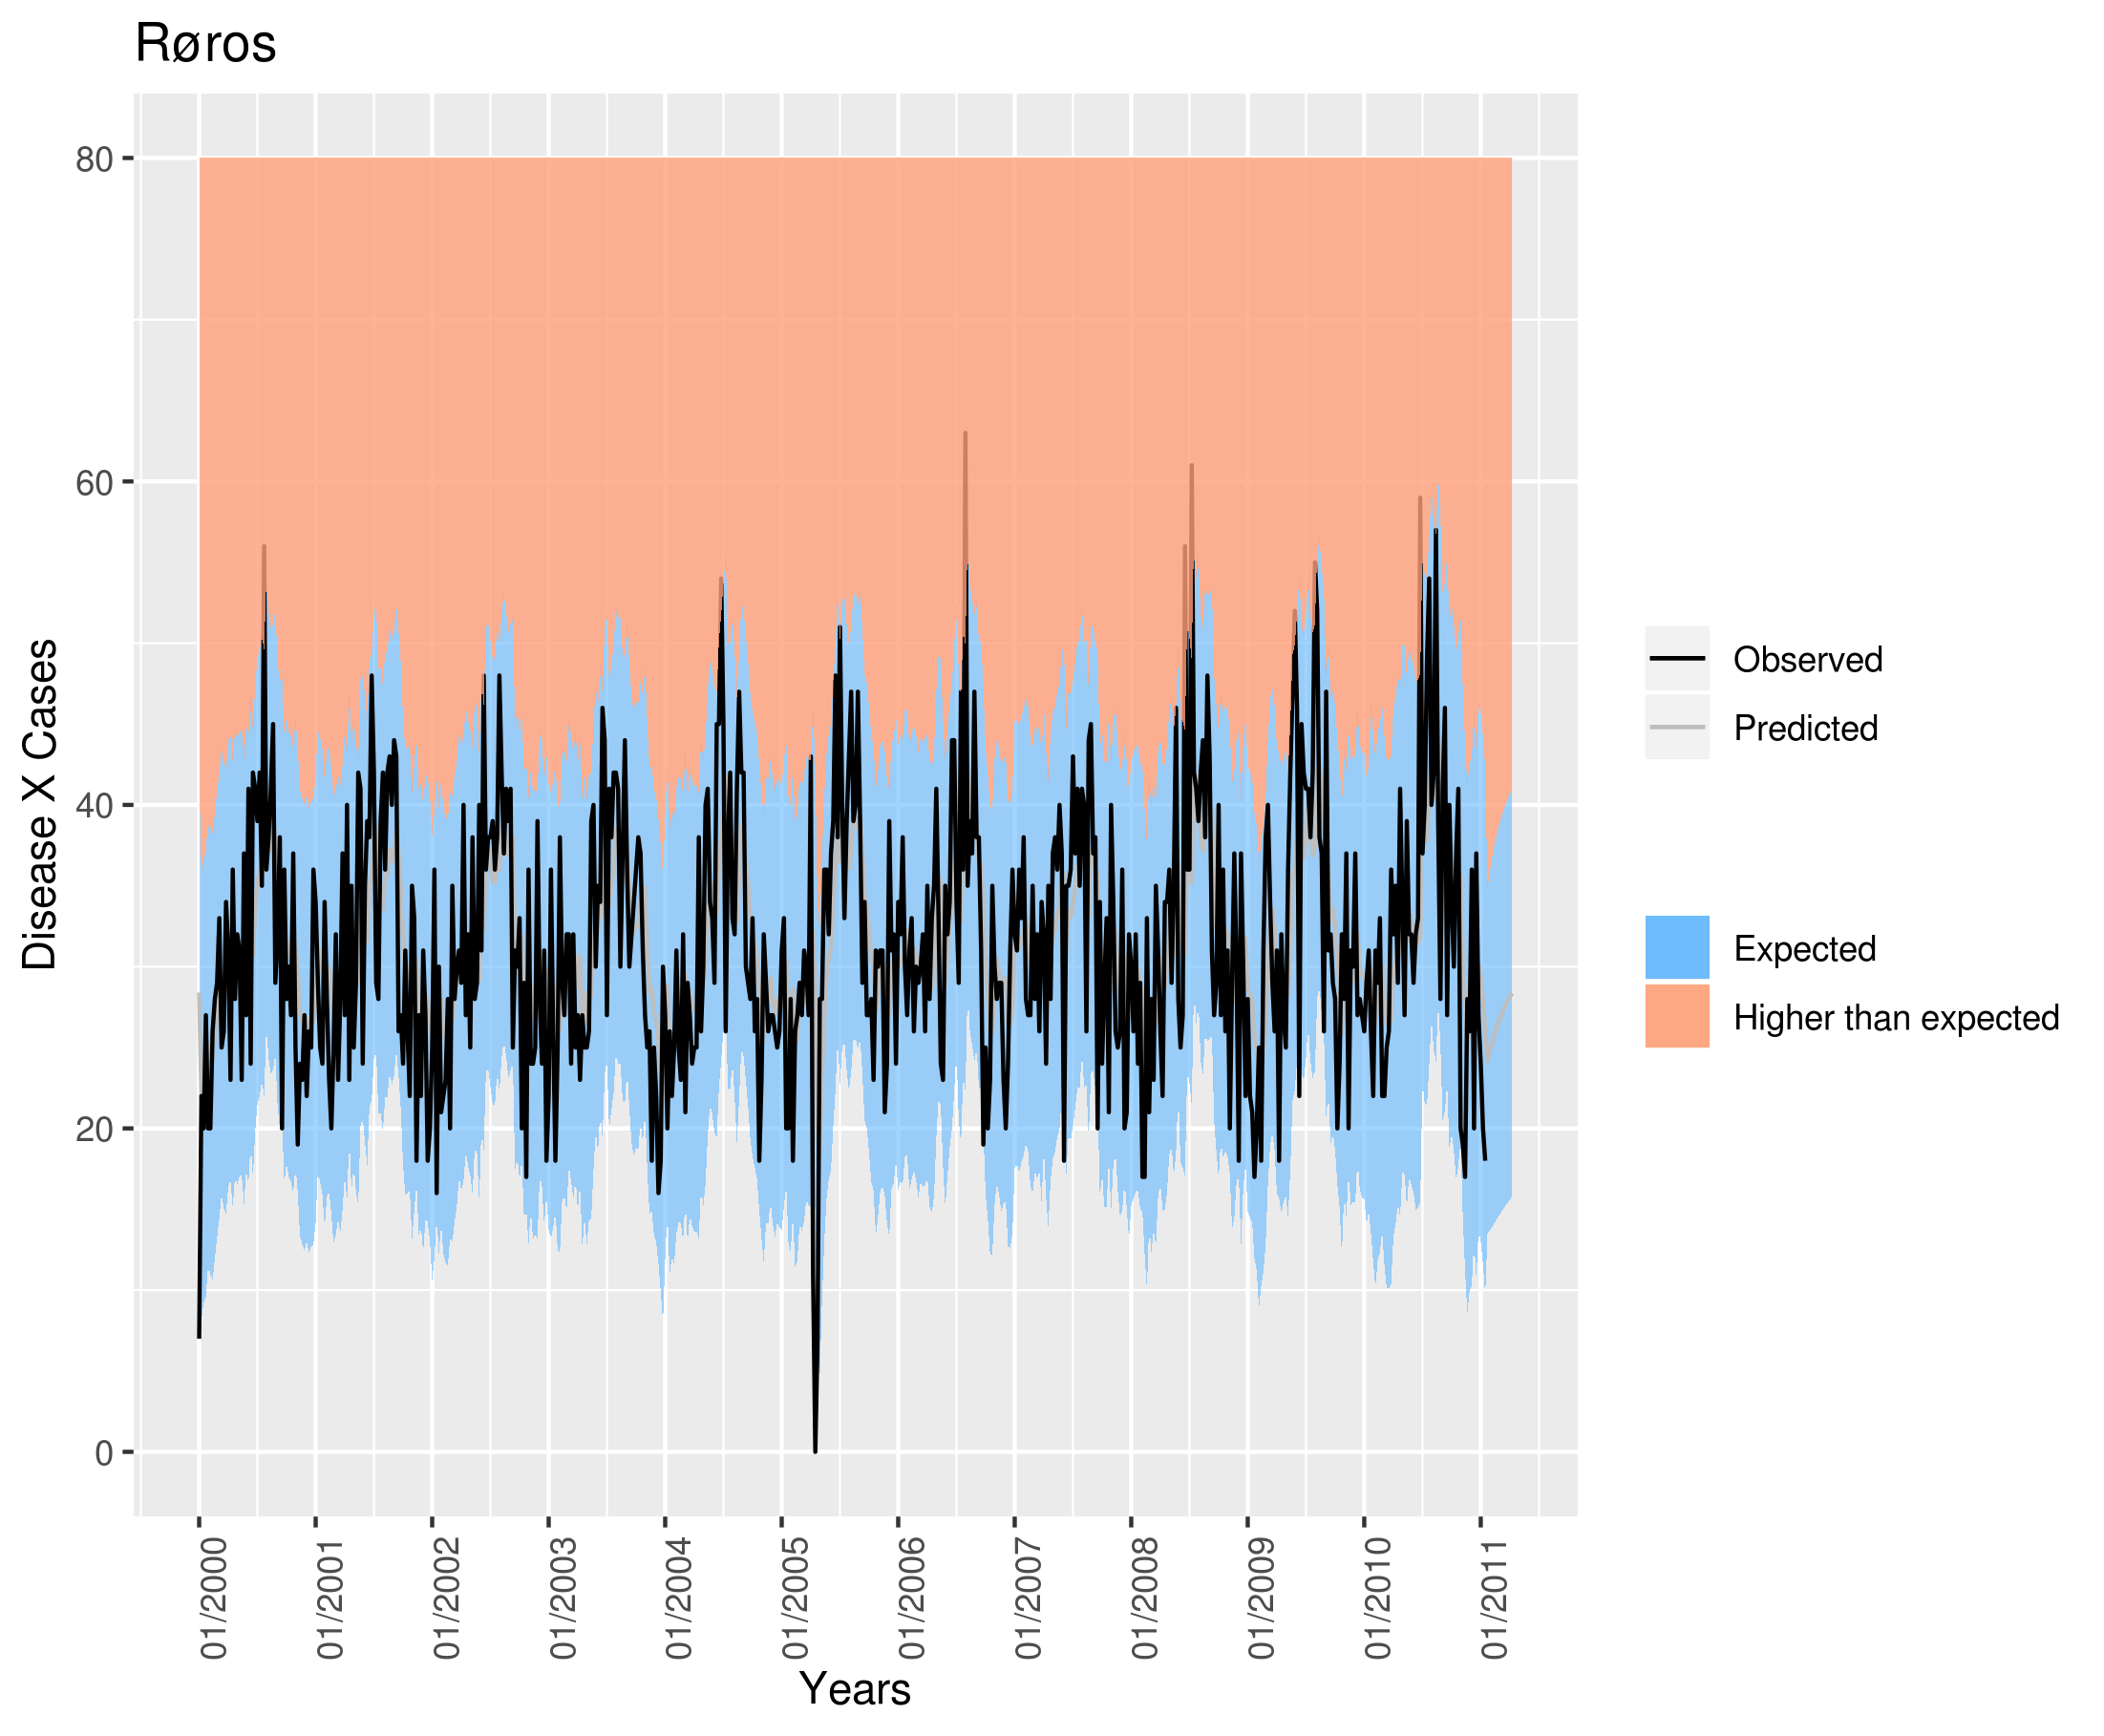 Røros
Disease X Cases
80
60
40
20
0
01/2000
01/2001
01/2002
01/2003
01/2004
01/2005
01/2006
01/2007
01/2008
01/2009
01/2010
01/2011
Years
Observed
Predicted
Expected
Higher than expected